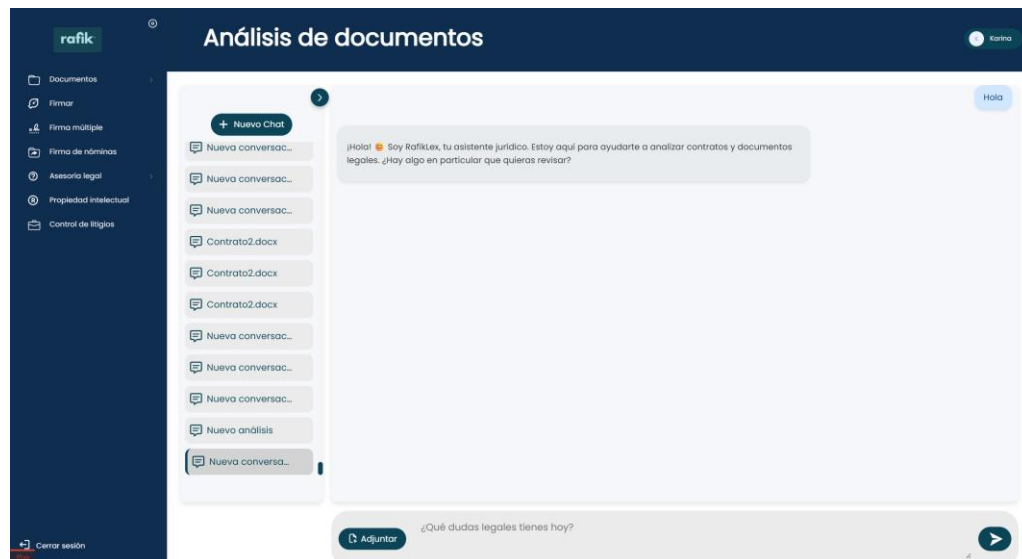 rafik
Análisis de documentos
Karina
Documentos
Firmar
Firma múltiple
Firma de nóminas
Asesoria legal
Propiedad intelectual
Control de litigios
Cerrar sesión
+ Nuevo Chat
Nueva conversac...
Nueva conversac...
Nueva conversac...
Contrato2.docx
Contrato2.docx
Contrato2.docx
Nueva conversac...
Nueva conversac...
Nueva conversac...
Nuevo análisis
Nueva conversa...
Hola
¡Hola! 😊 Soy RafikLex, tu asistente jurídico. Estoy aquí para ayudarte a analizar contratos y documentos
legales. ¿Hay algo en particular que quieras revisar?
Adjuntar
¿Qué dudas legales tienes hoy?